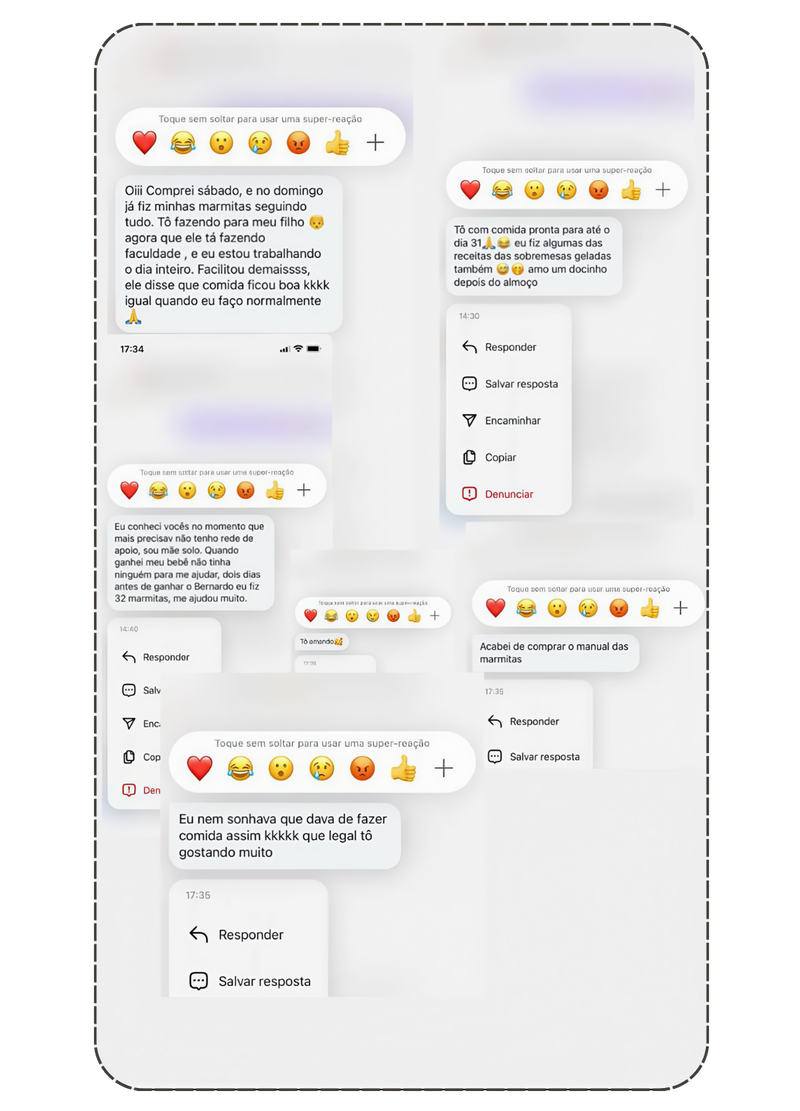 Toque sem soltar para usar uma super-reação
Oiii Comprei sábado, e no domingo
já fiz minhas marmitas seguindo
tudo. Tô fazendo para meu filho
agora que ele tá fazendo
faculdade , e eu estou trabalhando
o dia inteiro. Facilitou demaissss,
ele disse que comida ficou boa kkkk
igual quando eu faço normalmente
🙏
Toque sem soltar para usar uma super-reação
Tô com comida pronta para até o
dia 31🙏😂 eu fiz algumas das
receitas das sobremesas geladas
também 😅🤭 amo um docinho
depois do almoço
14:30
Responder
Salvar resposta
Encaminhar
Copiar
Denunciar
17:34
Toque sem soltar para usar uma super-reação
Eu conheci vocês no momento que
mais precisav não tenho rede de
apoio, sou mãe solo. Quando
ganhei meu bebê não tinha
ninguém para me ajudar, dois dias
antes de ganhar o Bernardo eu fiz
32 marmitas, me ajudou muito.
14:40
Responder
Salv
Enc
Cop
Den
Toque sem soltar para usar uma super-reação
Tô amando🥰
Toque sem soltar para usar uma super-reação
Acabei de comprar o manual das
marmitas
17:35
Responder
Salvar resposta
Toque sem soltar para usar uma super-reação
Eu nem sonhava que dava de fazer
comida assim kkkkk que legal tô
gostando muito
17:35
Responder
Salvar resposta